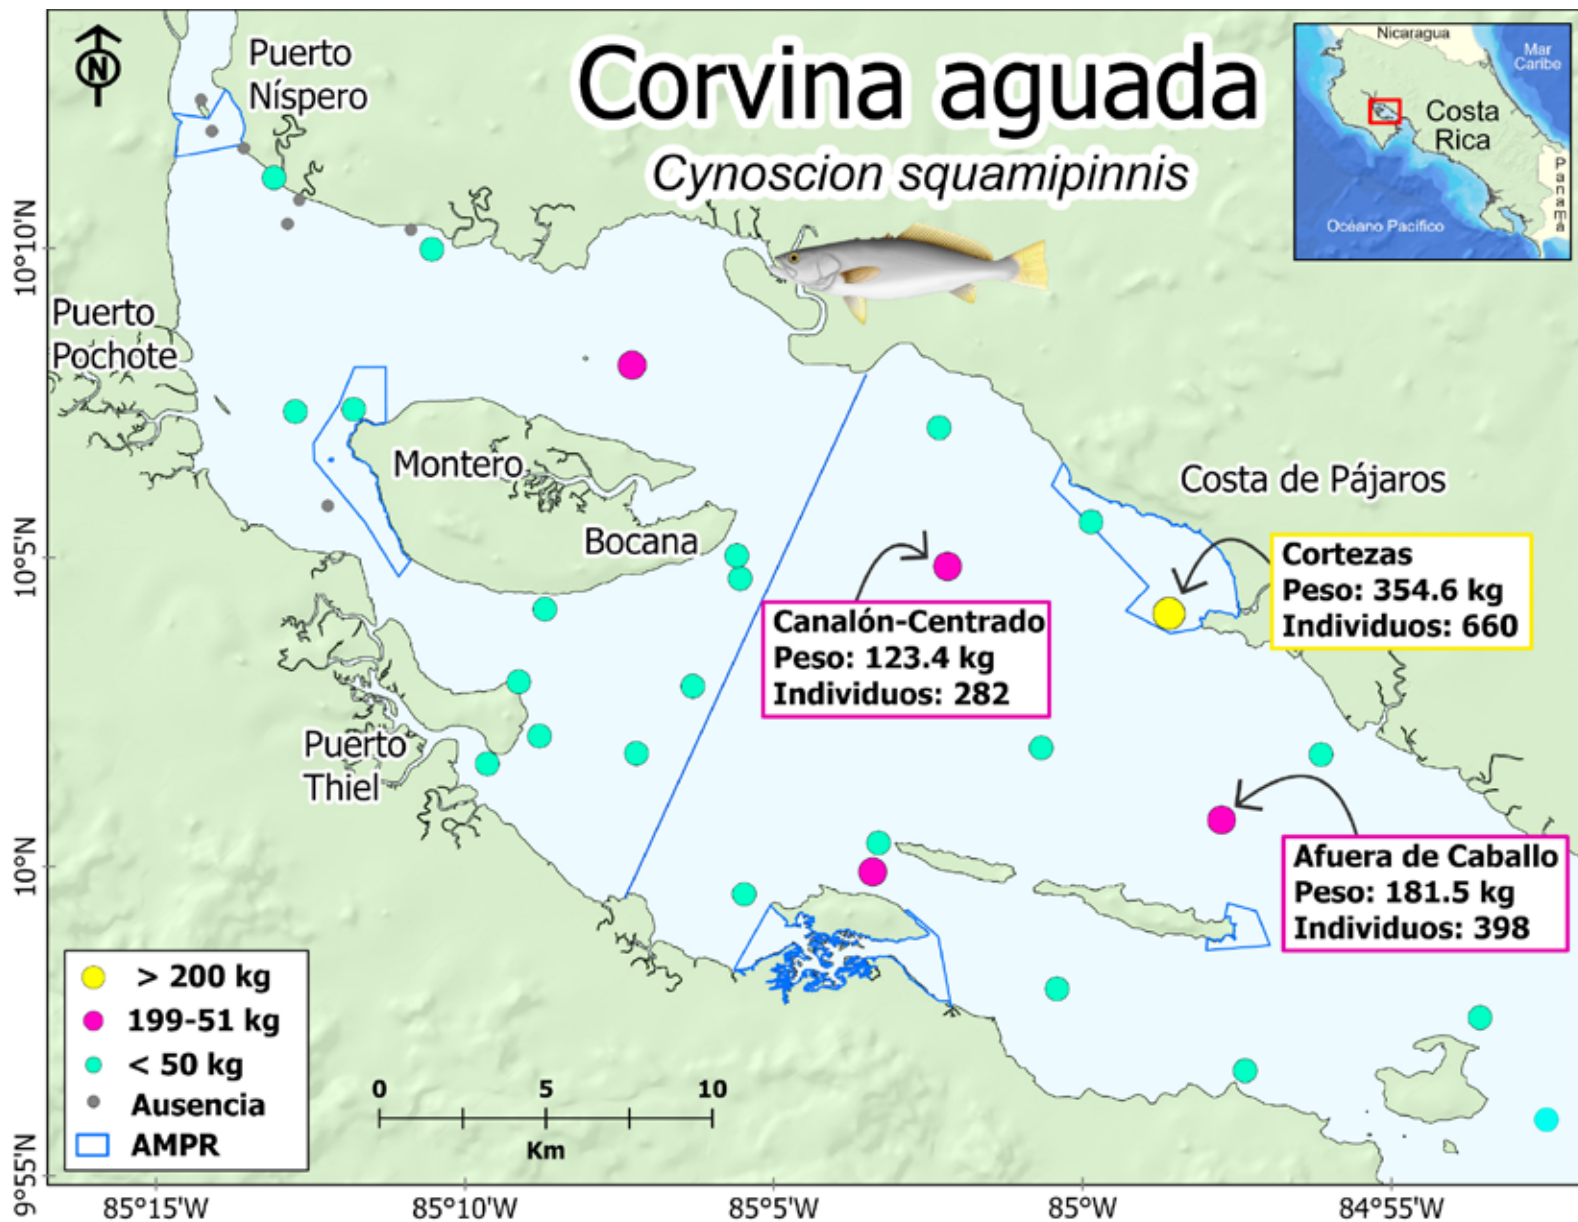 Corvina aguada
Cynoscion squamipinnis
N
Puerto
Níspero
Nicaragua
Mar
Caribe
Costa
Rica
Panamá
Océano Pacífico
Puerto
Pochote
Montero
Bocana
Costa de Pájaros
Cortezas
Peso: 354.6 kg
Individuos: 660
Canalón-Centrado
Peso: 123.4 kg
Individuos: 282
Puerto
Thiel
Afuera de Caballo
Peso: 181.5 kg
Individuos: 398
> 200 kg
199-51 kg
< 50 kg
Ausencia
AMPR
0 5 10
Km
10°10'N
10°5'N
10°N
9°55'N
85°15'W 85°10'W 85°5'W 85°W 84°55'W